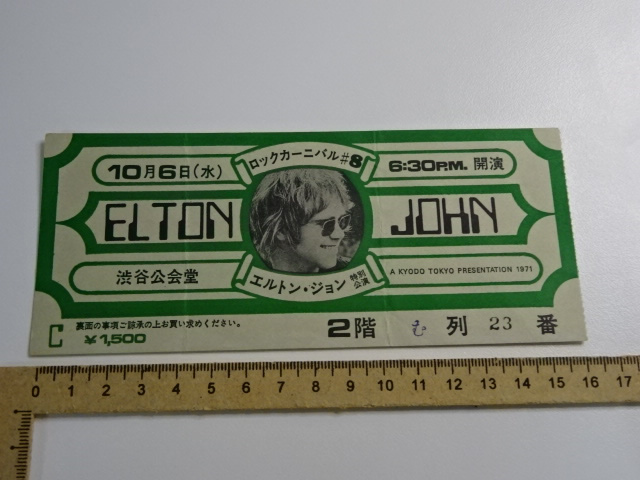 ロックカーニバル#8
10月6日(水)
6:30P.M. 開演
ELTON JOHN
渋谷公会堂
エルトン・ジョン 特別公演
A KYODO TOKYO PRESENTATION 1971
裏面の事項ご諒承の上お買い求めください。
C ¥1,500
2階 む 列 23 番
0 1 2 3 4 5 6 7 8 9 10 11 12 13 14 15 16 17